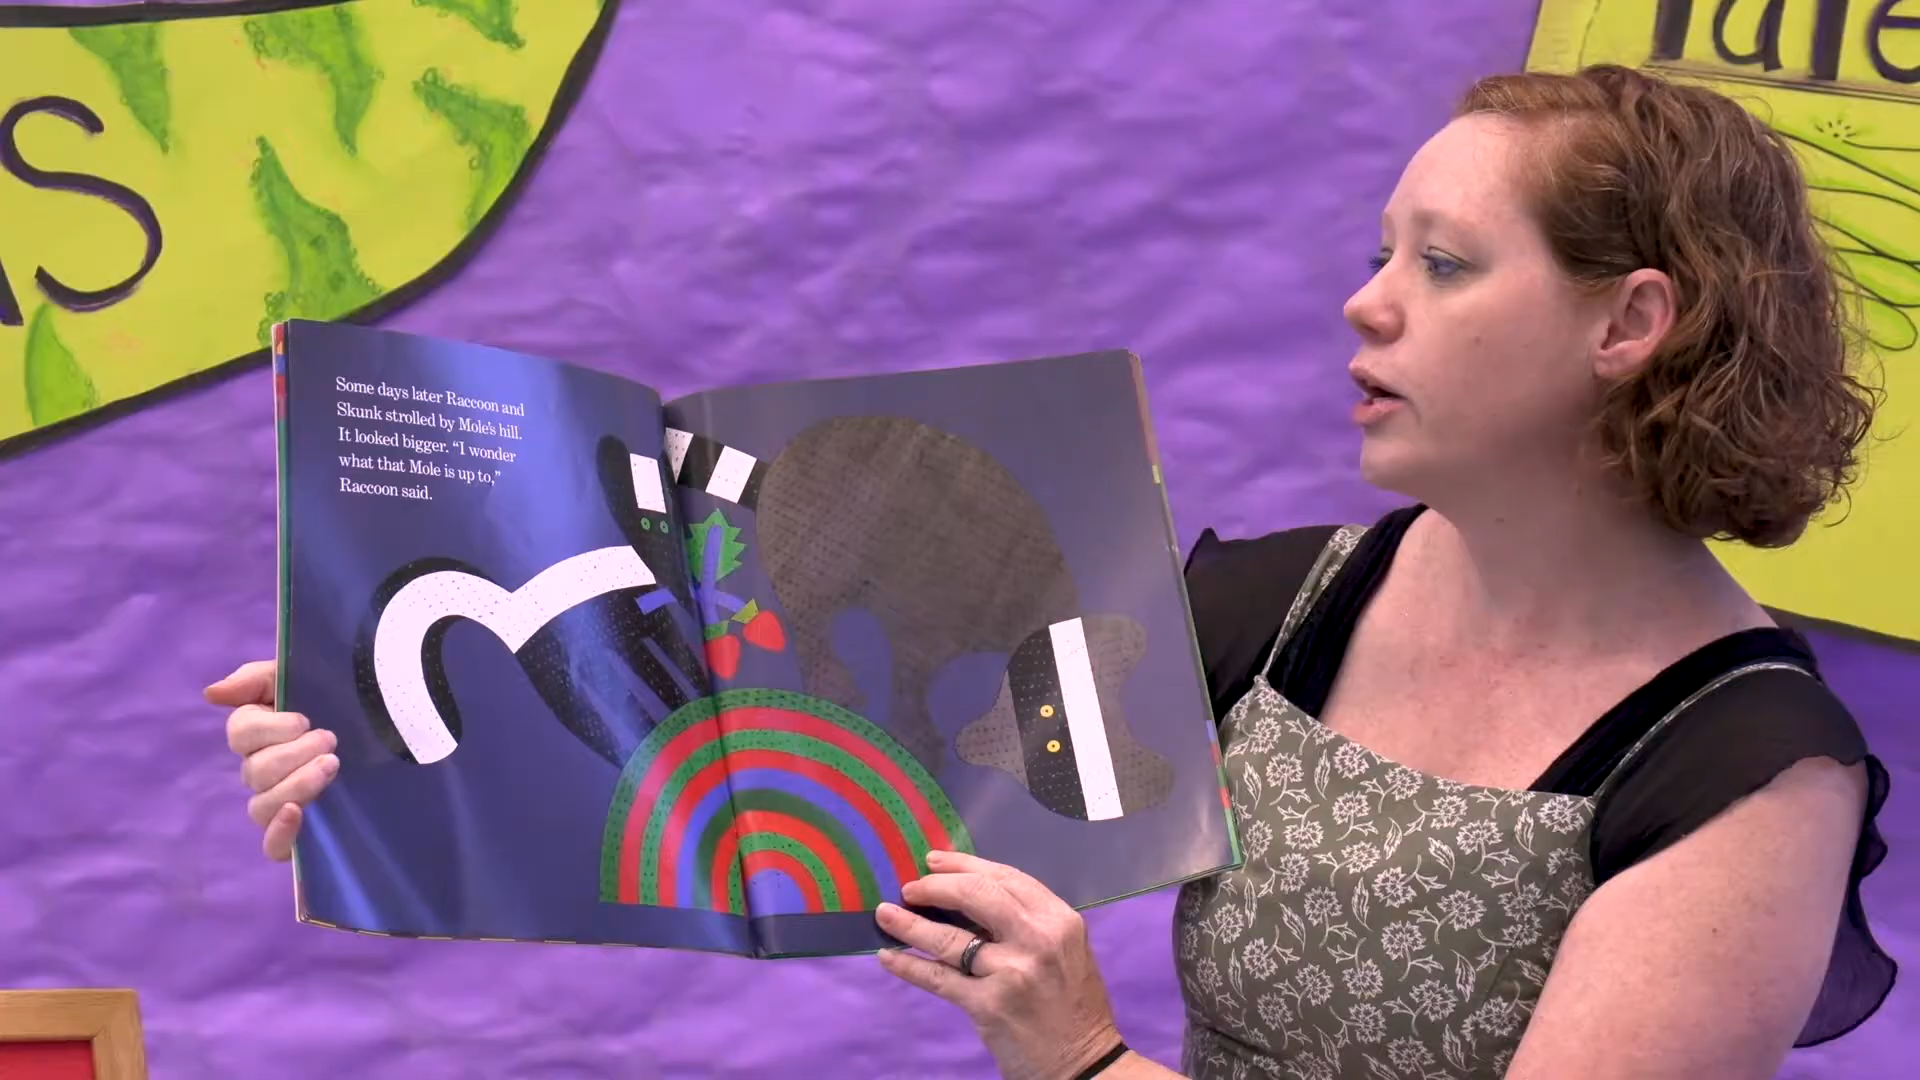 Some days later Raccoon and
Skunk strolled by Mole's hill.
It looked bigger. “I wonder
what that Mole is up to,”
Raccoon said.